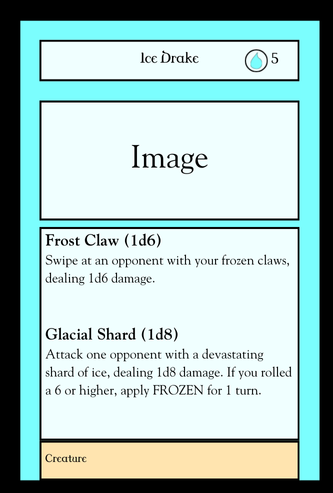 Ice Drake 5
Image
Frost Claw (1d6)
Swipe at an opponent with your frozen claws,
dealing 1d6 damage.
Glacial Shard (1d8)
Attack one opponent with a devastating
shard of ice, dealing 1d8 damage. If you rolled
a 6 or higher, apply FROZEN for 1 turn.
Creature